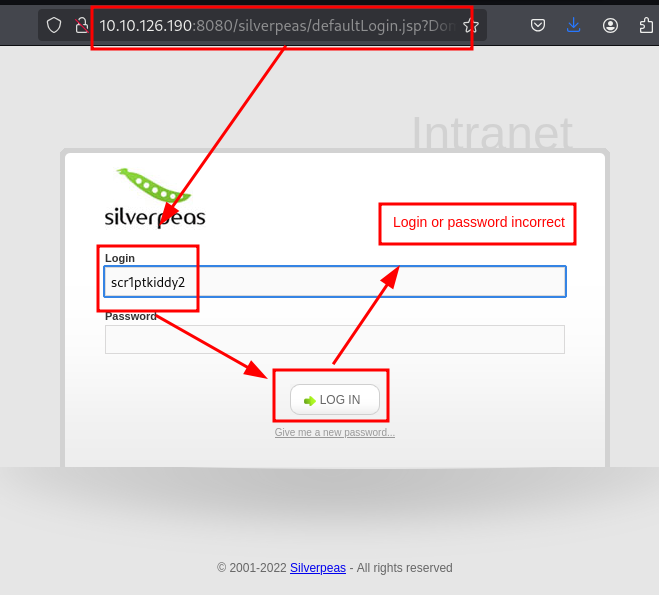 10.10.126.190:8080/silverpeas/defaultLogin.jsp?Dom
Intranet
silverpeas
Login or password incorrect
Login
scr1ptkiddy2
Password
LOG IN
Give me a new password...
© 2001-2022 Silverpeas - All rights reserved